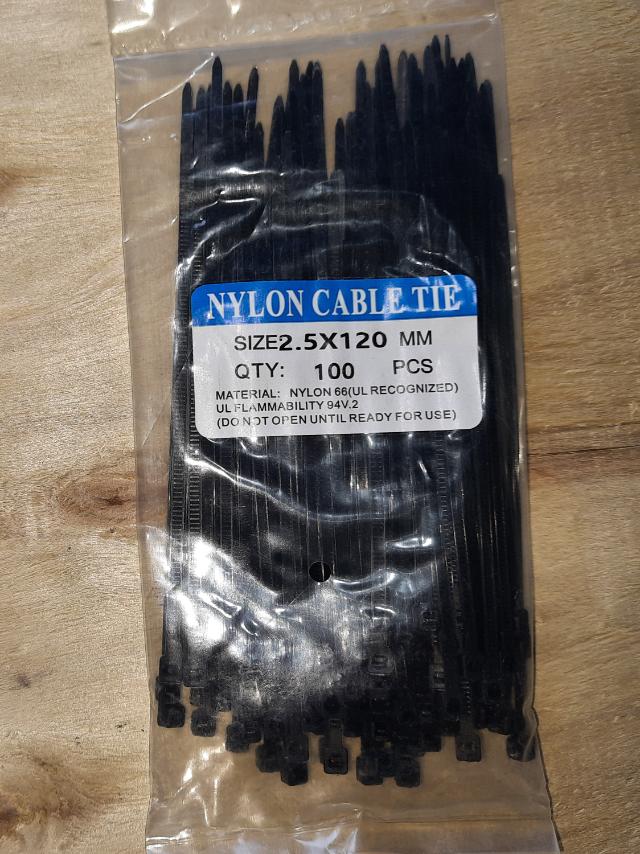 NYLON CABLE TIE
SIZE2.5X120 MM
QTY: 100 PCS
MATERIAL: NYLON 66(UL RECOGNIZED)
UL FLAMMABILITY 94V.2
(DO NOT OPEN UNTIL READY FOR USE)